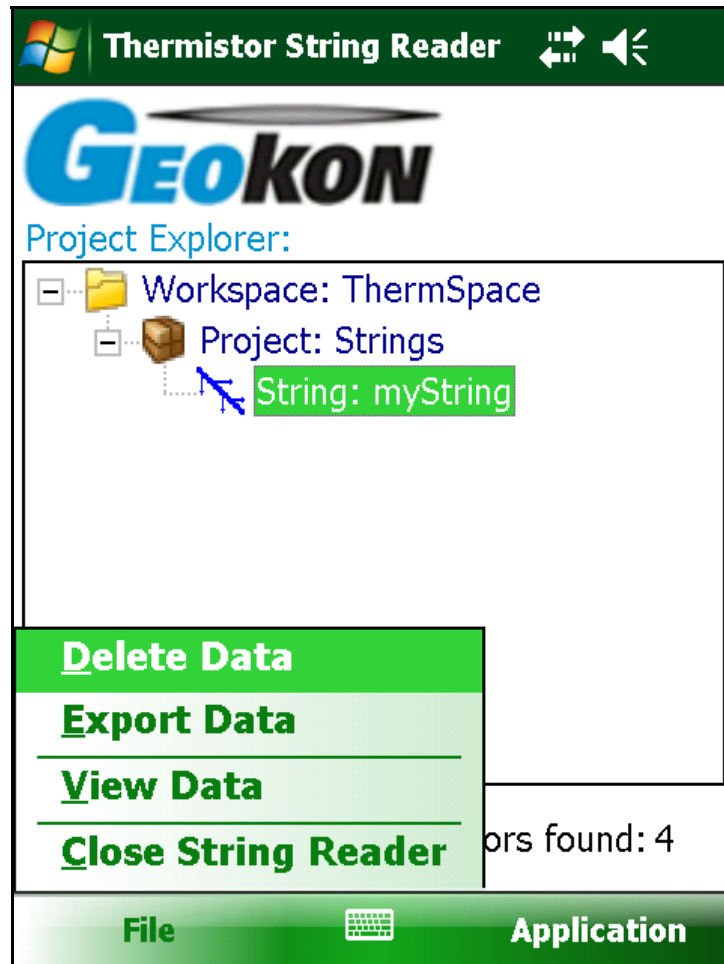 Thermistor String Reader
GEOKON
Project Explorer:
Workspace: ThermSpace
Project: Strings
String: myString
Delete Data
Export Data
View Data
Close String Reader
ors found: 4
File
Application